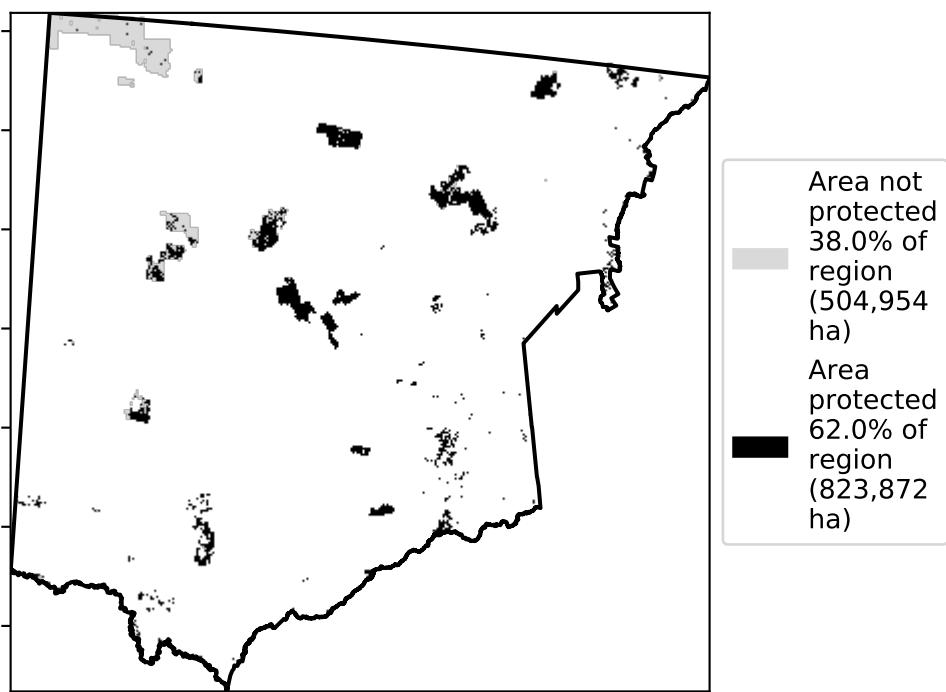 Area not
protected
38.0% of
region
(504,954
ha)
Area
protected
62.0% of
region
(823,872
ha)